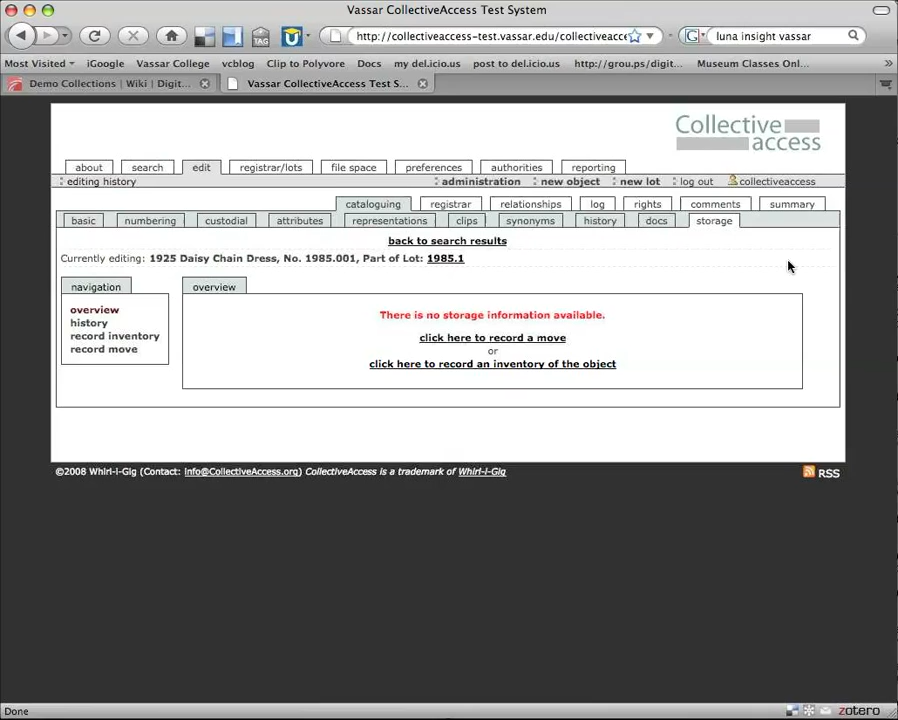 Vassar CollectiveAccess Test System
http://collectiveaccess-test.vassar.edu/collectiveacce
luna insight vassar
Most Visited iGoogle Vassar College vcblog Clip to Polyvore Docs my del.icio.us post to del.icio.us http://grou.ps/digit... Museum Classes Onl... »
Demo Collections | Wiki | Digit... Vassar CollectiveAccess Test S...
Collective
access
about search edit registrar/lots file space preferences authorities reporting
editing history administration new object new lot log out collectiveaccess
cataloguing registrar relationships log rights comments summary
basic numbering custodial attributes representations clips synonyms history docs storage
back to search results
Currently editing: 1925 Daisy Chain Dress, No. 1985.001, Part of Lot: 1985.1
navigation overview
overview
history
record inventory
record move
There is no storage information available.
click here to record a move
or
click here to record an inventory of the object
©2008 Whirl-i-Gig (Contact: info@CollectiveAccess.org) CollectiveAccess is a trademark of Whirl-i-Gig RSS
Done zotero